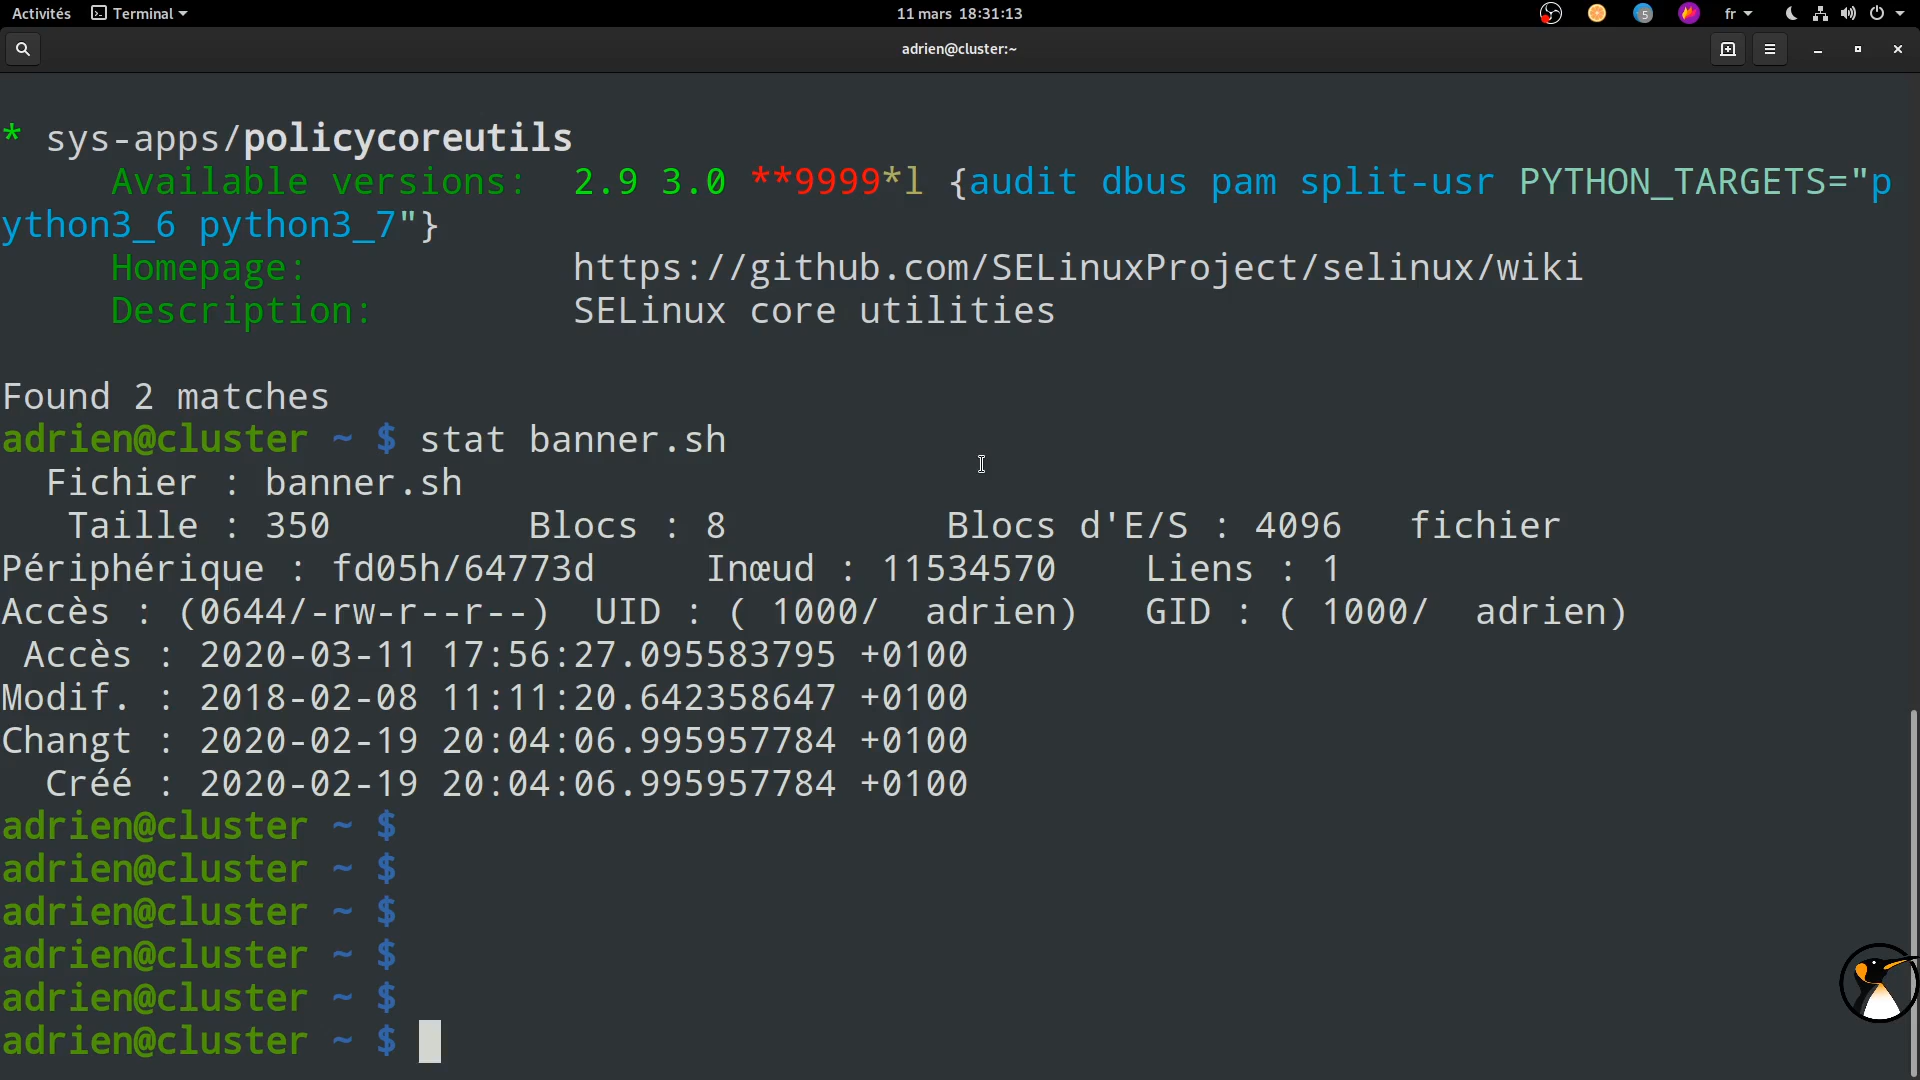 Activités Terminal 11 mars 18:31:13 5 fr
adrien@cluster:~
* sys-apps/policycoreutils
Available versions: 2.9 3.0 **9999*l {audit dbus pam split-usr PYTHON_TARGETS="p
ython3_6 python3_7"}
Homepage: https://github.com/SELinuxProject/selinux/wiki
Description: SELinux core utilities
Found 2 matches
adrien@cluster ~ $ stat banner.sh
Fichier : banner.sh
Taille : 350 Blocs : 8 Blocs d'E/S : 4096 fichier
Périphérique : fd05h/64773d Inœud : 11534570 Liens : 1
Accès : (0644/-rw-r--r--) UID : ( 1000/ adrien) GID : ( 1000/ adrien)
Accès : 2020-03-11 17:56:27.095583795 +0100
Modif. : 2018-02-08 11:11:20.642358647 +0100
Changt : 2020-02-19 20:04:06.995957784 +0100
Créé : 2020-02-19 20:04:06.995957784 +0100
adrien@cluster ~ $
adrien@cluster ~ $
adrien@cluster ~ $
adrien@cluster ~ $
adrien@cluster ~ $
adrien@cluster ~ $